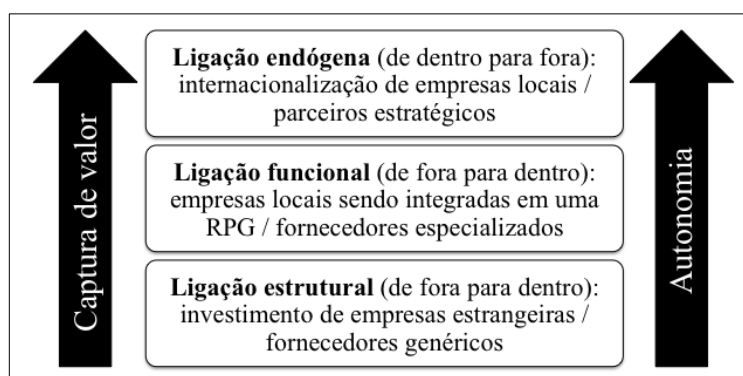 Captura de valor
Ligação endógena (de dentro para fora):
internacionalização de empresas locais /
parceiros estratégicos
Ligação funcional (de fora para dentro):
empresas locais sendo integradas em uma
RPG / fornecedores especializados
Ligação estrutural (de fora para dentro):
investimento de empresas estrangeiras /
fornecedores genéricos
Autonomia